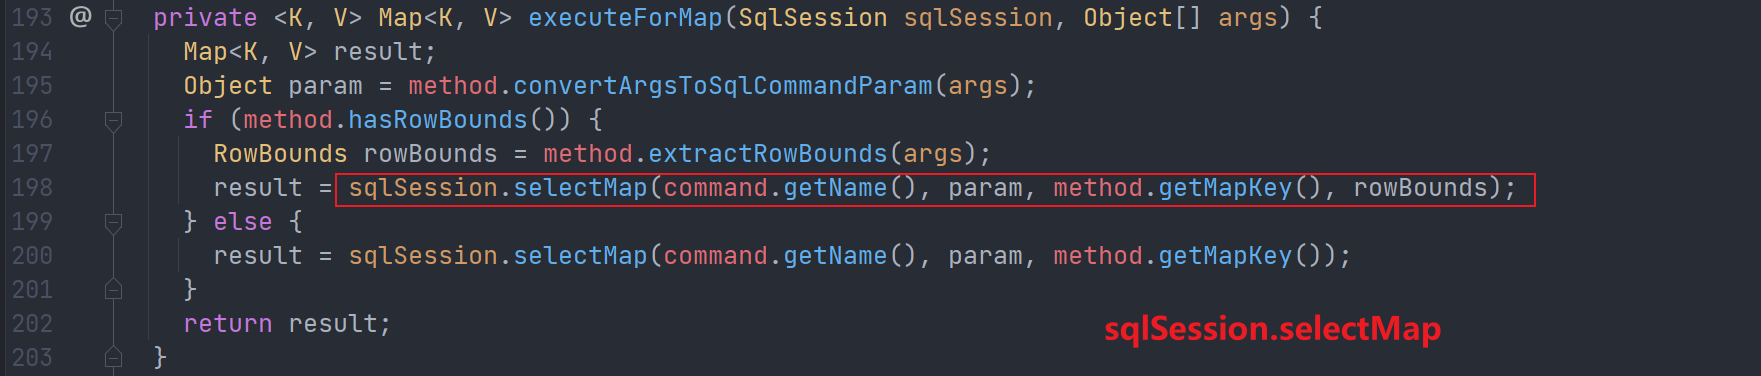 193 @ private <K, V> Map<K, V> executeForMap(SqlSession sqlSession, Object[] args) {
194 Map<K, V> result;
195 Object param = method.convertArgsToSqlCommandParam(args);
196 if (method.hasRowBounds()) {
197 RowBounds rowBounds = method.extractRowBounds(args);
198 result = sqlSession.selectMap(command.getName(), param, method.getMapKey(), rowBounds);
199 } else {
200 result = sqlSession.selectMap(command.getName(), param, method.getMapKey());
201 }
202 return result;
sqlSession.selectMap
203 }